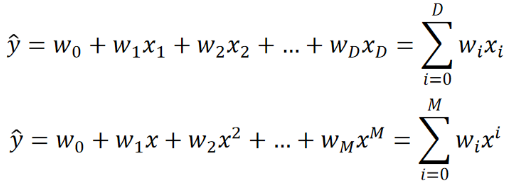 ŷ = w₀ + w₁x₁ + w₂x₂ + ... + w_D x_D = ∑_{i=0}^{D} wᵢxᵢ
ŷ = w₀ + w₁x + w₂x² + ... + w_M x^M = ∑_{i=0}^{M} wᵢxⁱ